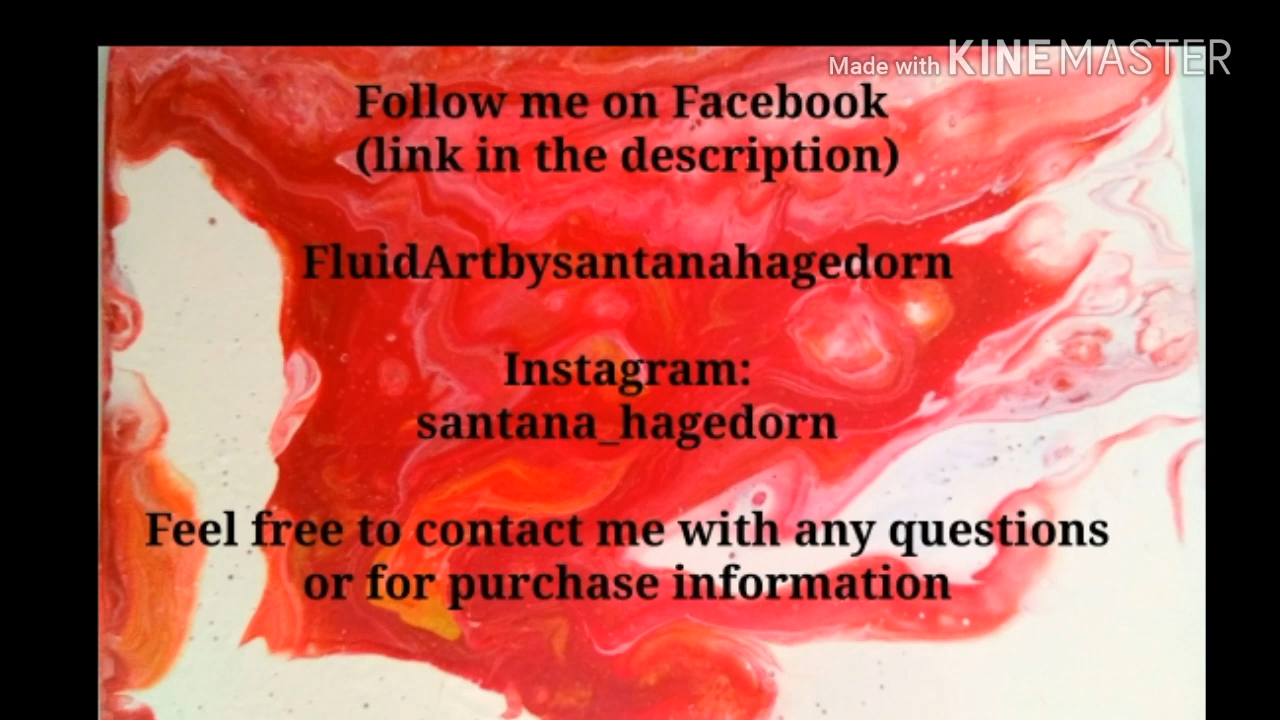 Made with KINEMASTER
Follow me on Facebook
(link in the description)
FluidArtbysantanahagedorn
Instagram:
santana_hagedorn
Feel free to contact me with any questions
or for purchase information